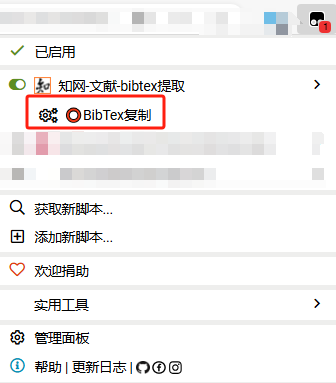 1
已启用
知网-文献-bibtex提取
BibTex复制
获取新脚本...
添加新脚本...
欢迎捐助
实用工具
管理面板
帮助 | 更新日志 |